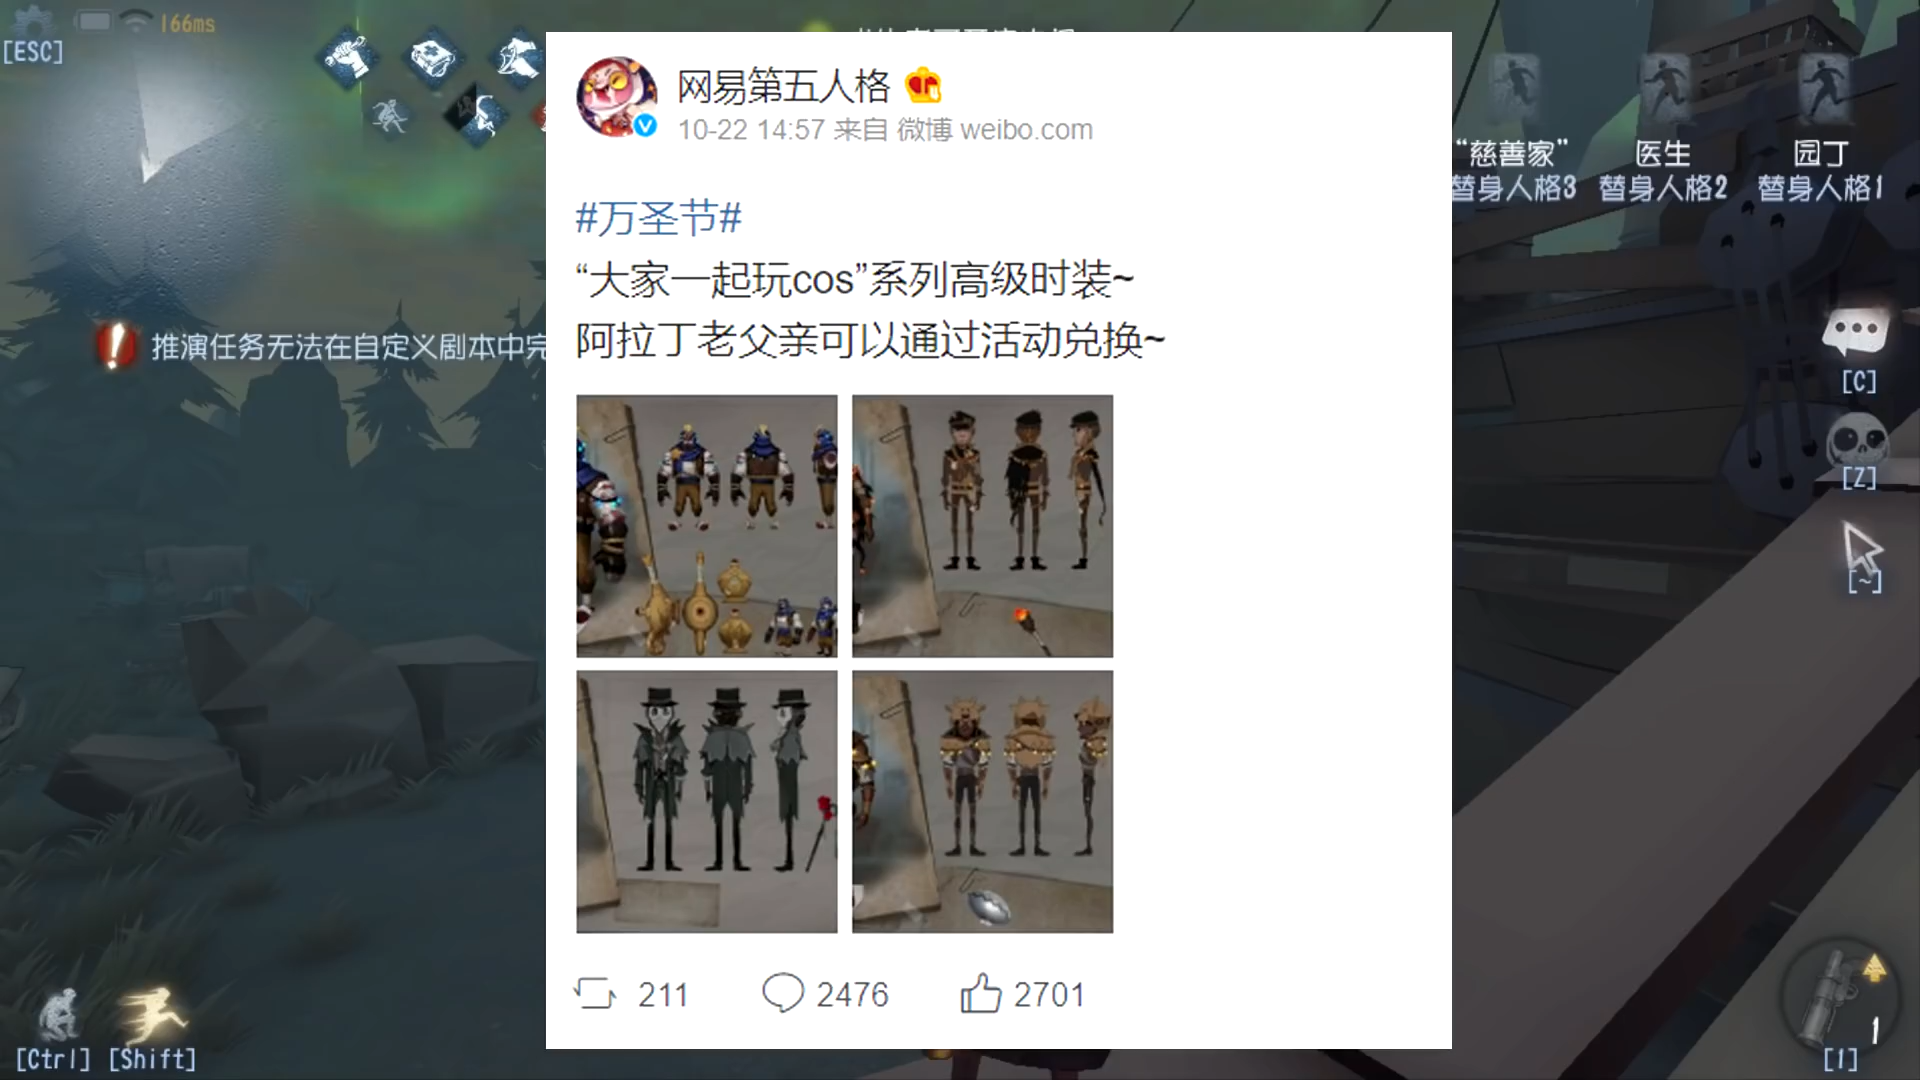 166ms
[ESC]
网易第五人格
10-22 14:57 来自 微博 weibo.com
#万圣节#
“大家一起玩cos”系列高级时装~
阿拉丁老父亲可以通过活动兑换~
211
2476
2701
推演任务无法在自定义剧本中完
“慈善家”
替身人格3
医生
替身人格2
园丁
替身人格1
[C]
[Z]
[~]
[Ctrl]
[Shift]
1
[1]